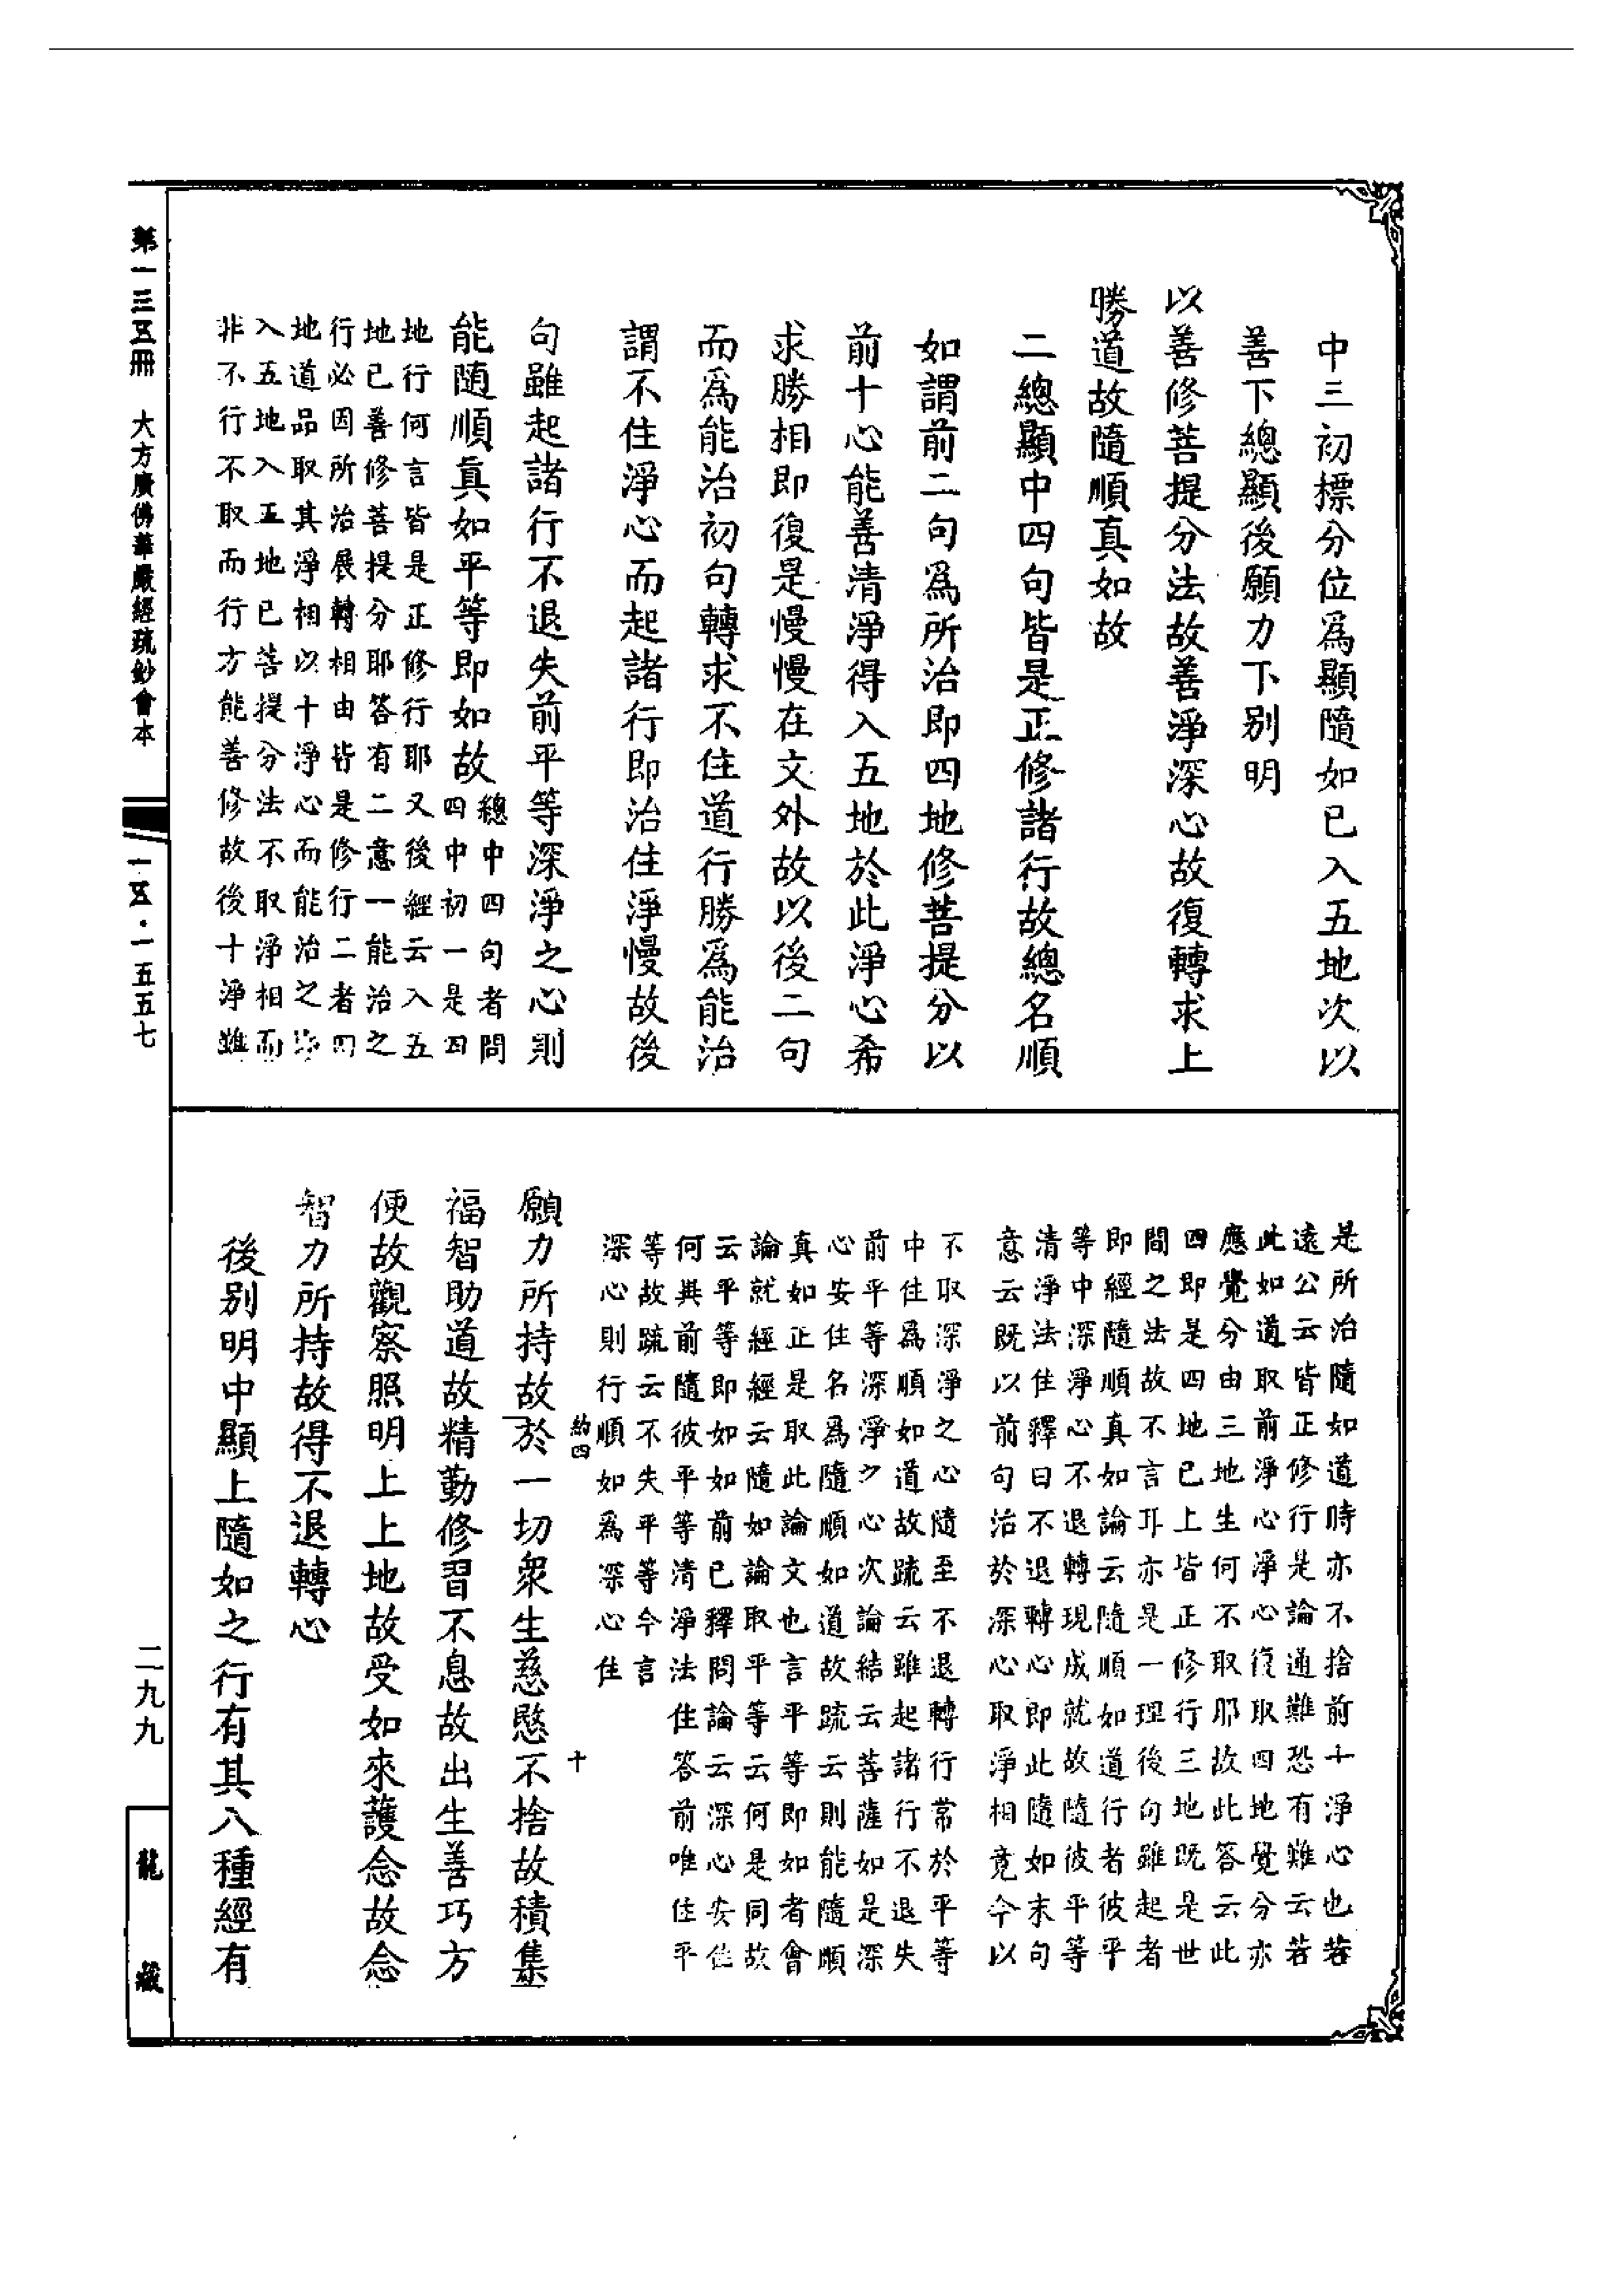 中三初標分位爲顯隨如已入五地次以
善下總顯後願力下別明
以善修菩提分法故善淨深心故復轉求上
勝道故隨順真如故
二總顯中四句皆是正修諸行故總名順
如謂前二句爲所治即四地修菩提分以
前十心能善清淨得入五地於此淨心希
求勝相即復是慢慢在文外故以後二句
而爲能治初句轉求不住道行勝爲能治
謂不住淨心而起諸行即治住淨慢故後
句雖起諸行不退失前平等深淨之心則
能隨順真如平等即如故
總中四句者問
四中初一是四
地行何言皆是正修行耶又後經云入五
地已善修菩提分耶答有二意一能治之
行必因所治展轉相由皆是修行二者四
地道品取其淨相以十淨心而能治之
入五地入五地已菩提分法不取淨相而
非不行不取而行方能善修故後十淨雖
是所治隨如道時亦不捨前十淨心也若
遠公云皆正修行是論通難恐有難云若
此如道取前淨心淨心復取四地覺分亦
應覺分由三地生何不取耶故此答云此
四即是四地已上皆正修行三地既是世
間之法故不言耳亦是一理後句雖起者
即經隨順真如論云隨順如道行者彼平
等中深淨心不退轉現成就故隨彼平等
清淨法住釋曰不退轉心即此隨如末句
意云既以前句治於深心取淨相竟今以
不取深淨之心隨至不退轉行常於平等
中住爲順如道故疏云雖起諸行不退失
前平等深淨之心次論結云菩薩如是深
心安住名爲隨順如道故疏云則能隨順
真如正是取此論文也言平等即如者會
論就經經云隨如論取平等云何是同故
云平等即如如前已釋問論云深心安住
何與前隨彼平等清淨法住答前唯住平
等故疏云不失平等今言
深心則行順如爲深心住
願力所持故於一切衆生慈愍不捨故積集
福智助道故精勤修習不息故出生善巧方
便故觀察照明上上地故受如來護念故念
智力所持故得不退轉心
後別明中顯上隨如之行有其八種經有
約四
十
第一三五冊 大方廣佛華嚴經疏鈔會本
一五·一五五七
二九九
龍藏